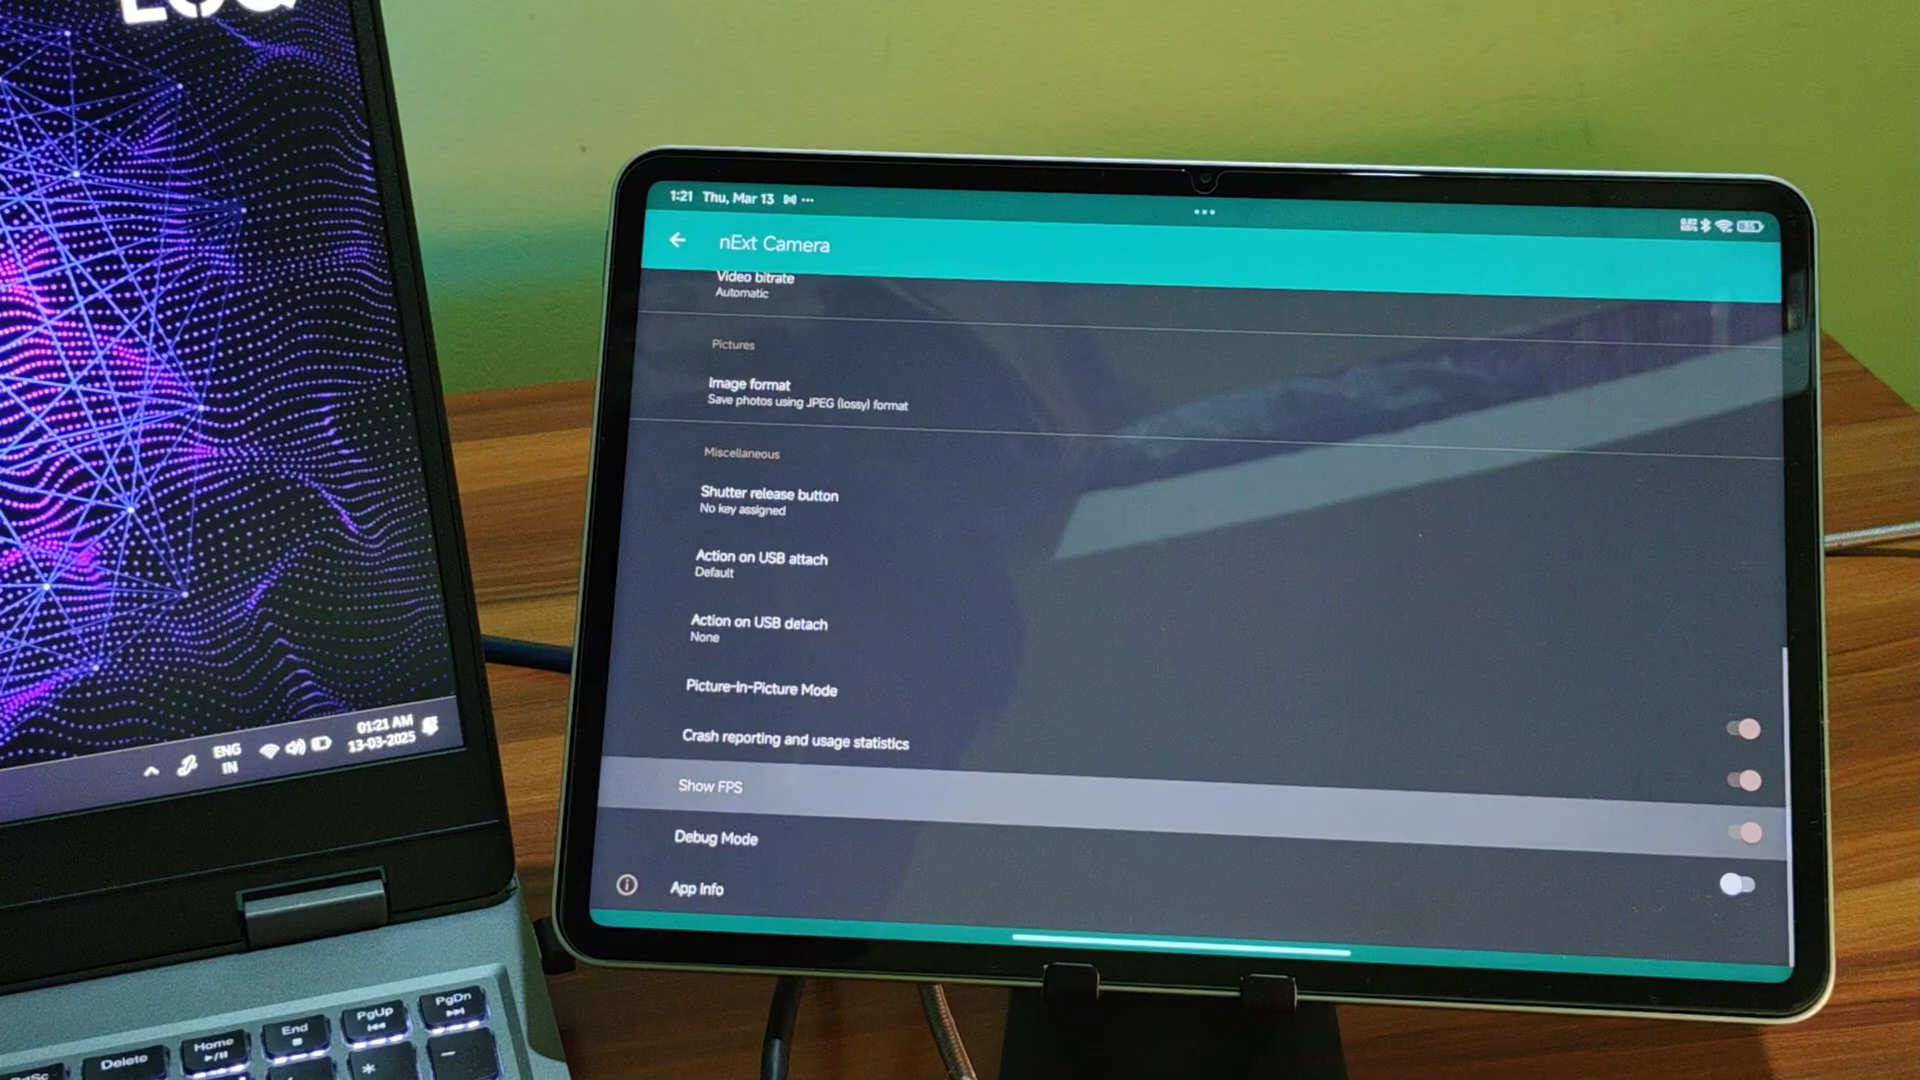 LOQ
ENG
IN
01:21 AM
13-03-2025
PgDn
PgUp
End
Home
Delete
*
-
1:21 Thu, Mar 13
nExt Camera
Video bitrate
Automatic
Pictures
Image format
Save photos using JPEG (lossy) format
Miscellaneous
Shutter release button
No key assigned
Action on USB attach
Default
Action on USB detach
None
Picture-In-Picture Mode
Crash reporting and usage statistics
Show FPS
Debug Mode
App Info